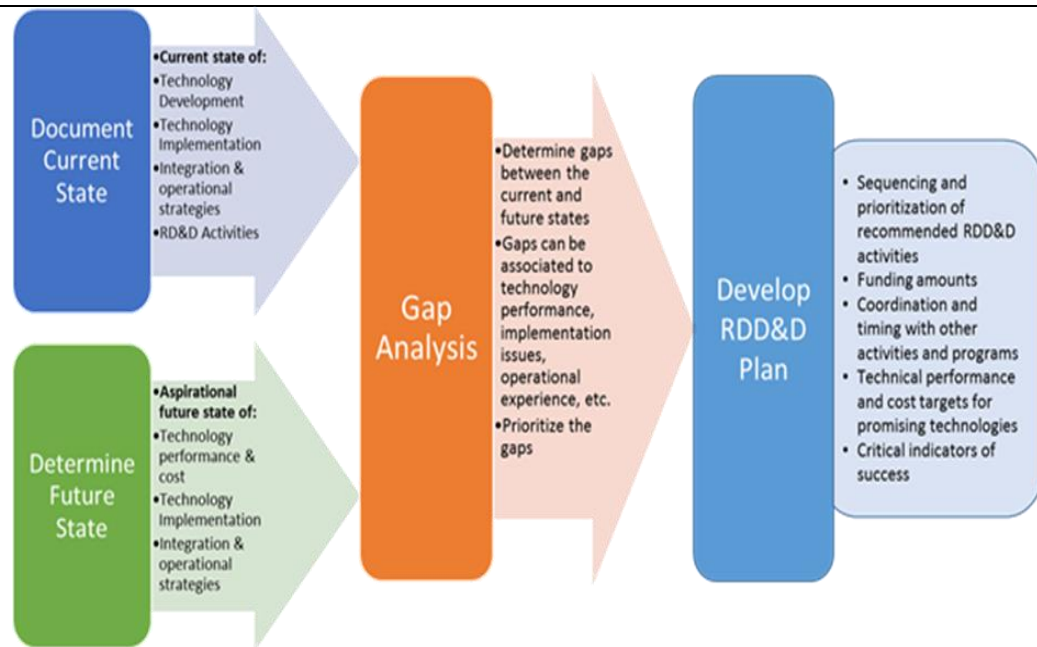 Document
Current
State
•Current state of:
•Technology
Development
•Technology
Implementation
•Integration &
operational
strategies
•RD&D Activities
Determine
Future
State
•Aspirational
future state of:
•Technology
performance &
cost
•Technology
Implementation
•Integration &
operational
strategies
Gap
Analysis
•Determine gaps
between the
current and
future states
•Gaps can be
associated to
technology
performance,
implementation
issues,
operational
experience, etc.
•Prioritize the
gaps
Develop
RDD&D
Plan
• Sequencing and
prioritization of
recommended RDD&D
activities
• Funding amounts
• Coordination and
timing with other
activities and programs
• Technical performance
and cost targets for
promising technologies
• Critical indicators of
success